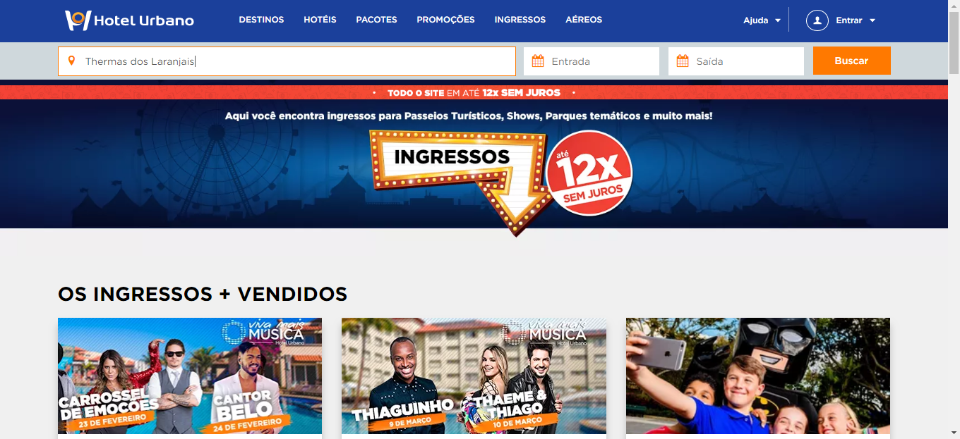 Hotel Urbano
DESTINOS HOTÉIS PACOTES PROMOÇÕES INGRESSOS AÉREOS
Ajuda
Entrar
Thermas dos Laranjais
Entrada
Saída
Buscar
• TODO O SITE EM ATÉ 12x SEM JUROS •
Aqui você encontra ingressos para Passeios Turísticos, Shows, Parques temáticos e muito mais!
INGRESSOS
até
12x
SEM JUROS
OS INGRESSOS + VENDIDOS
viva mais
MÚSICA
Hotel Urbano
CARROSSEL
DE EMOÇÕES
23 DE FEVEREIRO
CANTOR
BELO
24 DE FEVEREIRO
viva mais
MÚSICA
Hotel Urbano
THIAGUINHO
9 DE MARÇO
THAEME &
THIAGO
10 DE MARÇO